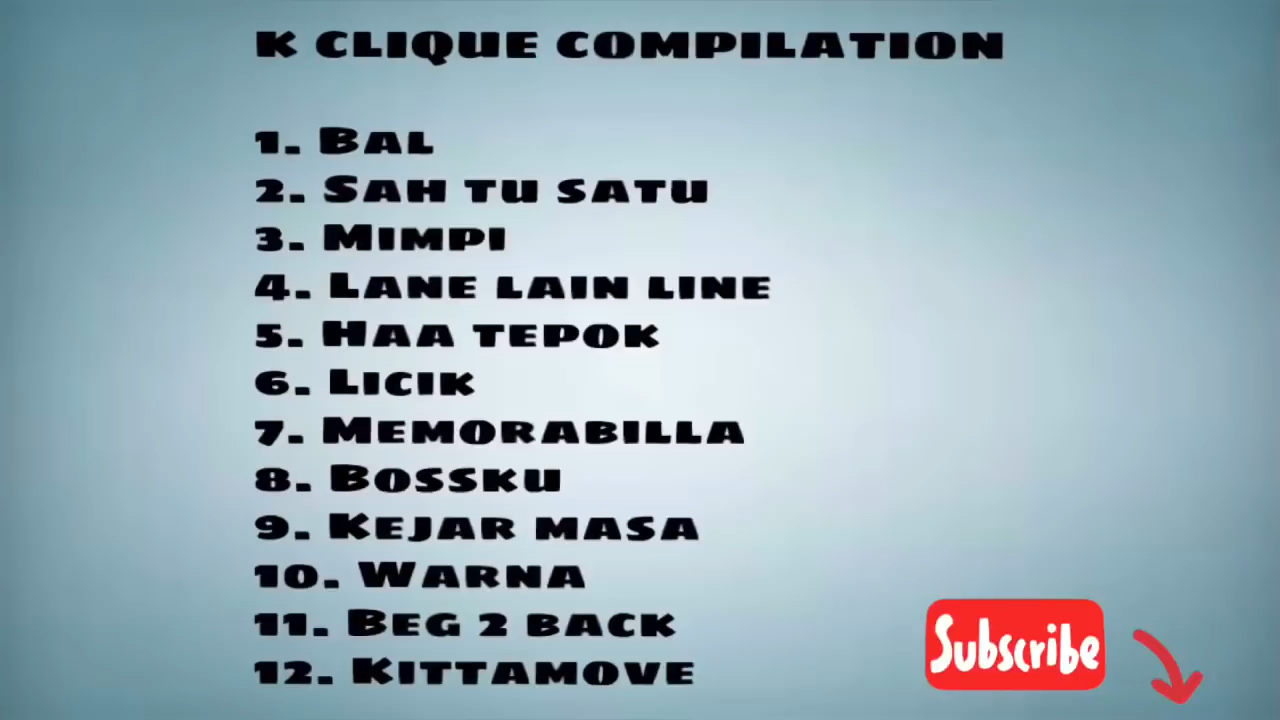 K CLIQUE COMPILATION
1. BAL
2. SAH TU SATU
3. MIMPI
4. LANE LAIN LINE
5. HAA TEPOK
6. LICIK
7. MEMORABILLA
8. BOSSKU
9. KEJAR MASA
10. WARNA
11. BEG 2 BACK
12. KITTAMOVE
Subscribe